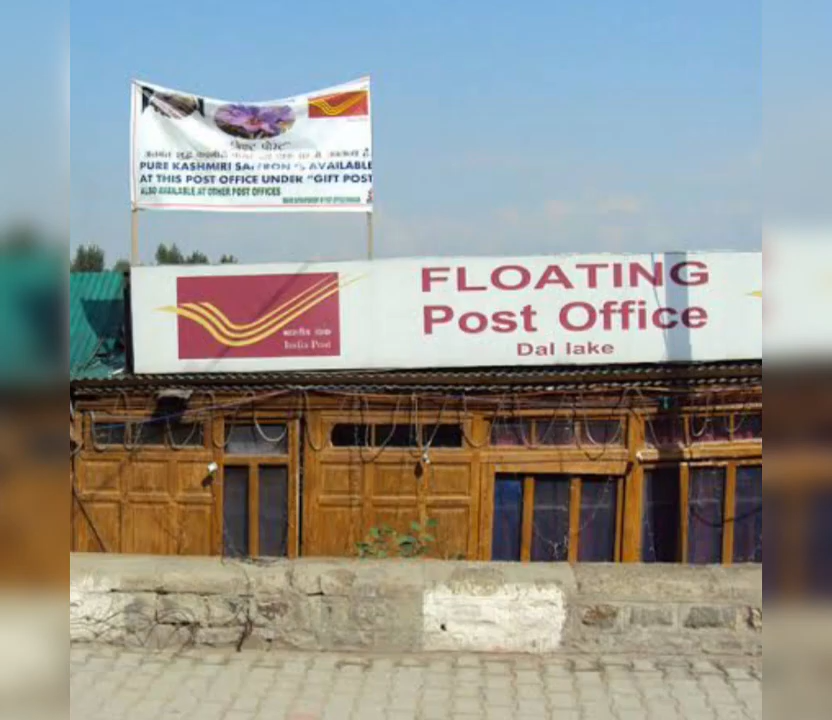 गिफ्ट पोस्ट
PURE KASHMIRI SAFFRON IS AVAILABLE
AT THIS POST OFFICE UNDER "GIFT POST
ALSO AVAILABLE AT OTHER POST OFFICES
FLOATING
Post Office
भारतीय डाक
India Post
Dal lake